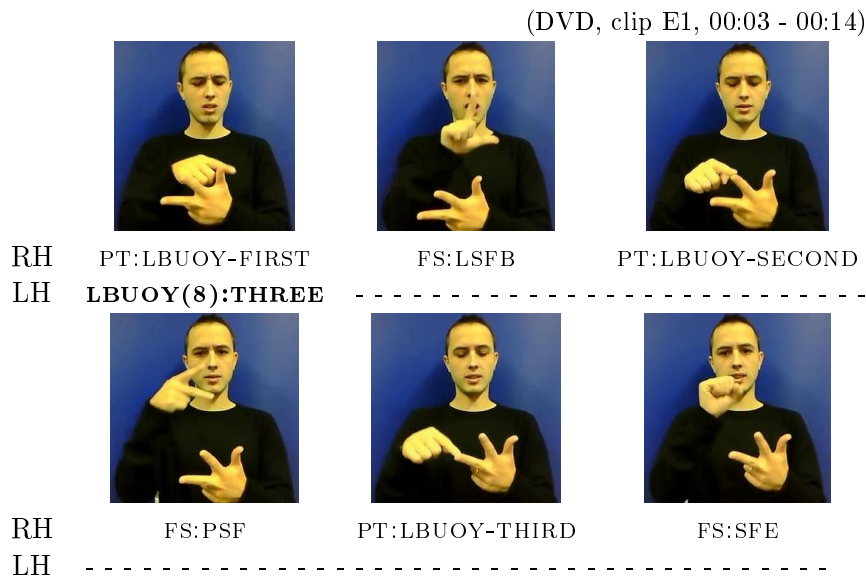 (DVD, clip E1, 00:03 - 00:14)
RH PT:LBUOY-FIRST FS:LSFB PT:LBUOY-SECOND
LH LBUOY(8):THREE - - - - - - - - - - - - - - - - - - - - - - - - - - - -
RH FS:PSF PT:LBUOY-THIRD FS:SFE
LH - - - - - - - - - - - - - - - - - - - - - - - - - - - - - - - - - - - - - - - -